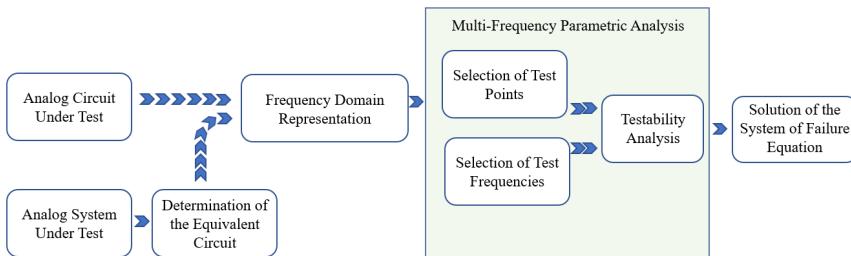 Multi-Frequency Parametric Analysis
Analog Circuit
Under Test
Frequency Domain
Representation
Selection of Test
Points
Selection of Test
Frequencies
Testability
Analysis
Solution of the
System of Failure
Equation
Analog System
Under Test
Determination of
the Equivalent
Circuit